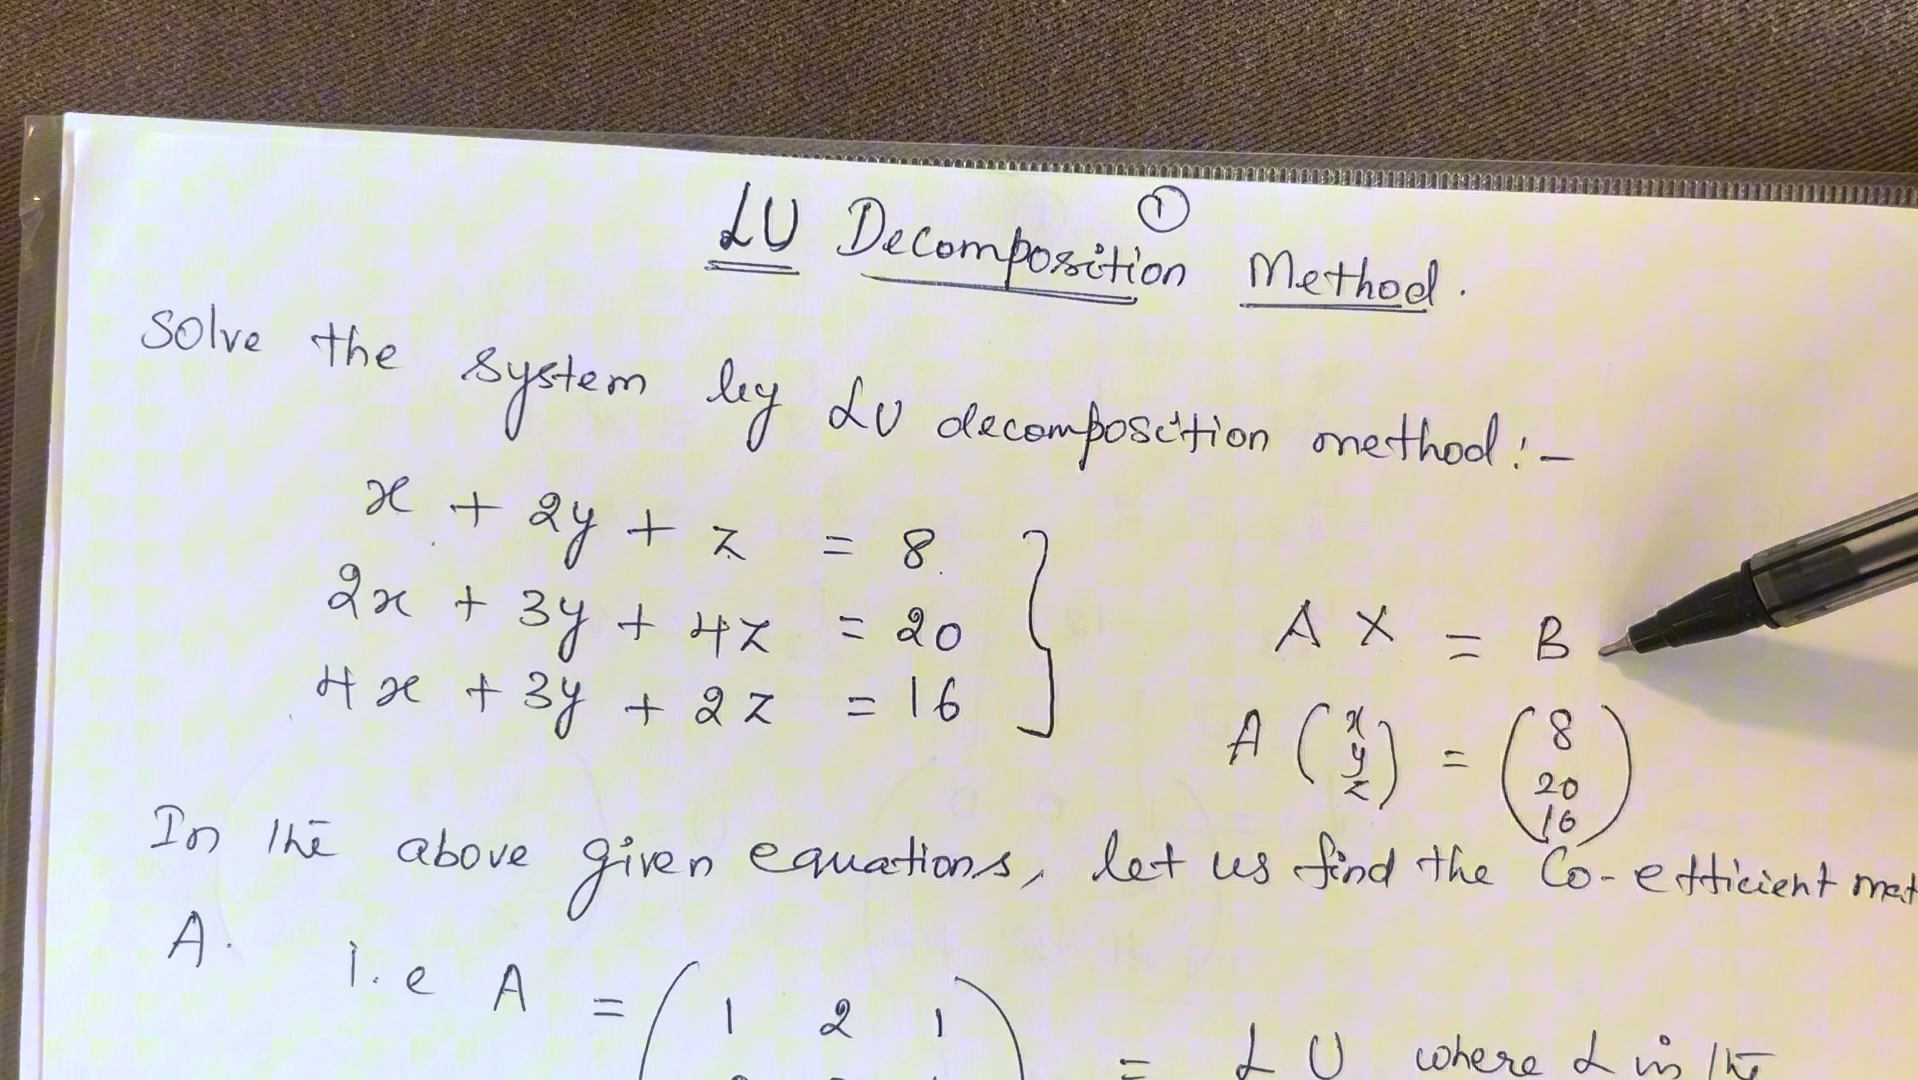 ①
LU Decomposition Method.
Solve the system by LU decomposition method:-
x + 2y + z = 8
2x + 3y + 4z = 20
4x + 3y + 2z = 16
A X = B
A (x y z) = (8 20 16)
In the above given equations, let us find the Co-efficient mat
A. i.e A = ( 1 2 1 ) = L U where L is the